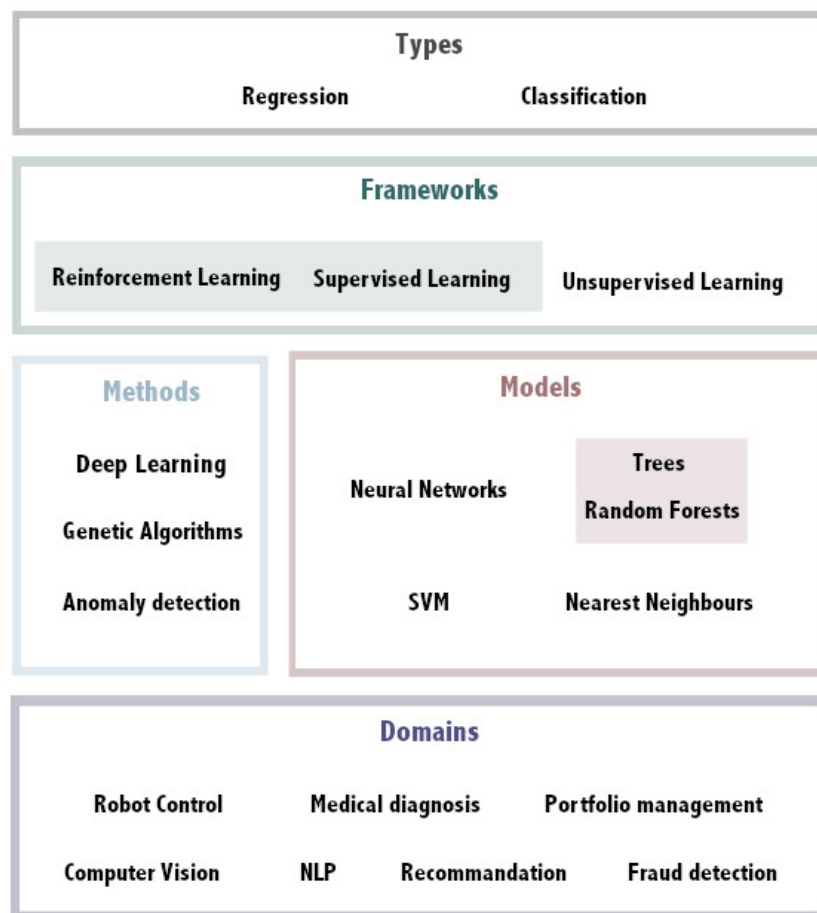 Types
Regression Classification
Frameworks
Reinforcement Learning Supervised Learning Unsupervised Learning
Methods
Deep Learning
Genetic Algorithms
Anomaly detection
Models
Neural Networks
Trees
Random Forests
SVM Nearest Neighbours
Domains
Robot Control Medical diagnosis Portfolio management
Computer Vision NLP Recommandation Fraud detection